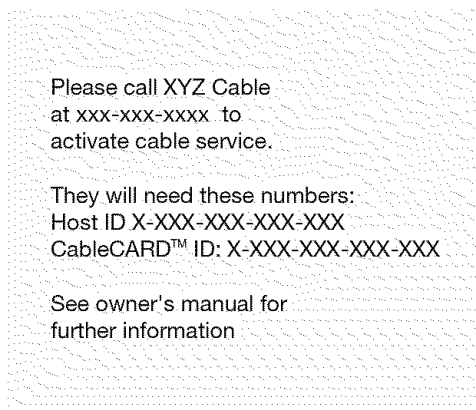 Please call XYZ Cable
at xxx-xxx-xxxx to
activate cable service.
They will need these numbers:
Host ID X-XXX-XXX-XXX-XXX
CableCARD™ ID: X-XXX-XXX-XXX-XXX
See owner's manual for
further information